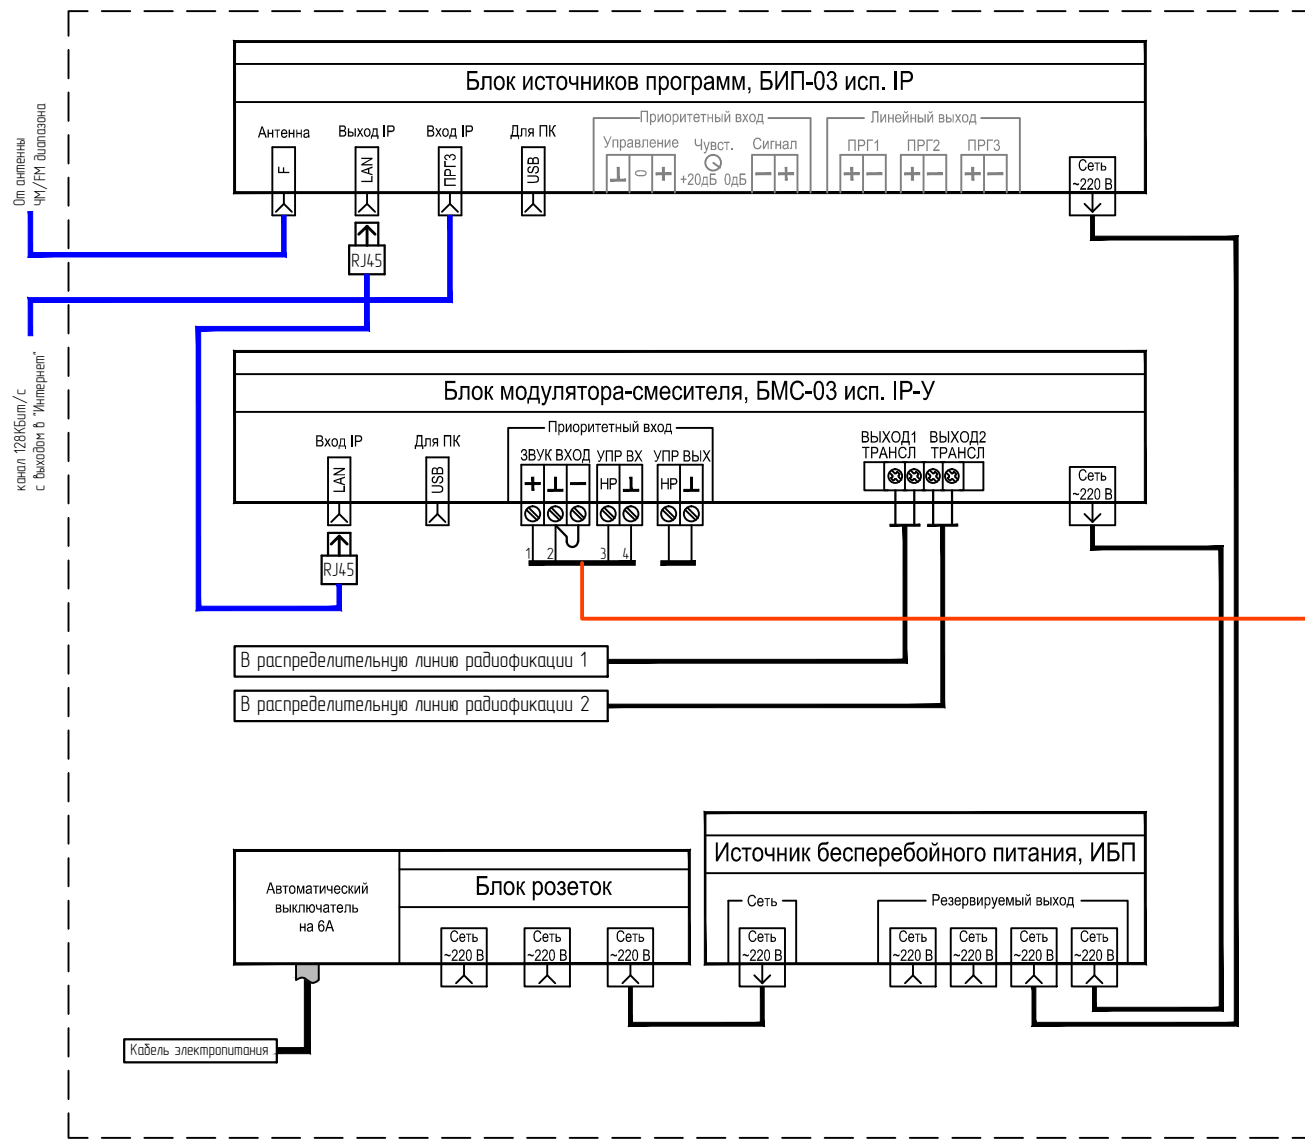 От антенны
ЧМ/FM диапазона
канал 128КБит/с
с выходом в "Интернет"
Блок источников программ, БИП-03 исп. IP
Антенна
Выход IP
Вход IP
Для ПК
F
LAN
ПРГ3
USB
Приоритетный вход
Управление
Чувст.
Сигнал
⊥ 0 +
+20дБ 0дБ
− +
Линейный выход
ПРГ1
ПРГ2
ПРГ3
+ −
+ −
+ −
Сеть
~220 В
RJ45
Блок модулятора-смесителя, БМС-03 исп. IP-У
Вход IP
Для ПК
LAN
USB
Приоритетный вход
ЗВУК ВХОД
УПР ВХ
УПР ВЫХ
+ ⊥ −
НР ⊥
НР ⊥
1 2 3 4
ВЫХОД1
ТРАНСЛ
ВЫХОД2
ТРАНСЛ
Сеть
~220 В
RJ45
В распределительную линию радиофикации 1
В распределительную линию радиофикации 2
Автоматический
выключатель
на 6А
Блок розеток
Сеть
~220 В
Сеть
~220 В
Сеть
~220 В
Источник бесперебойного питания, ИБП
Сеть
Сеть
~220 В
Резервируемый выход
Сеть
~220 В
Сеть
~220 В
Сеть
~220 В
Сеть
~220 В
Кабель электропитания